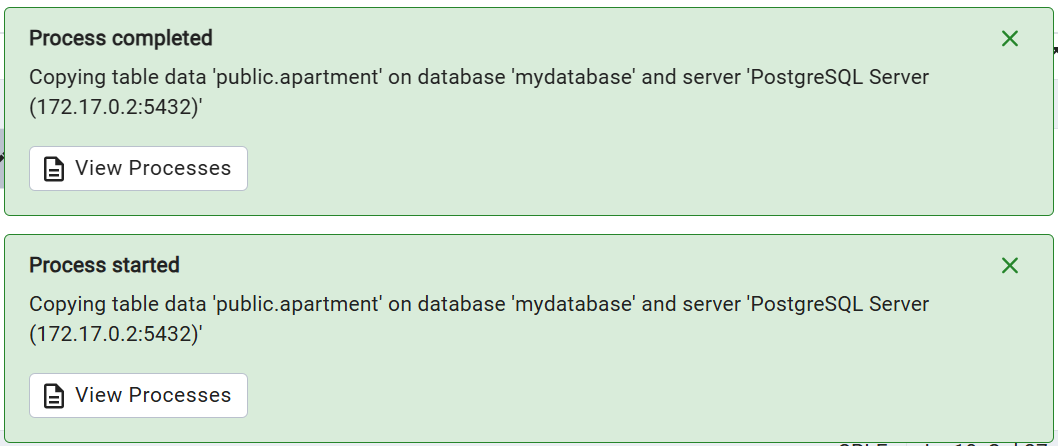 Process completed
Copying table data 'public.apartment' on database 'mydatabase' and server 'PostgreSQL Server
(172.17.0.2:5432)'
View Processes
Process started
Copying table data 'public.apartment' on database 'mydatabase' and server 'PostgreSQL Server
(172.17.0.2:5432)'
View Processes